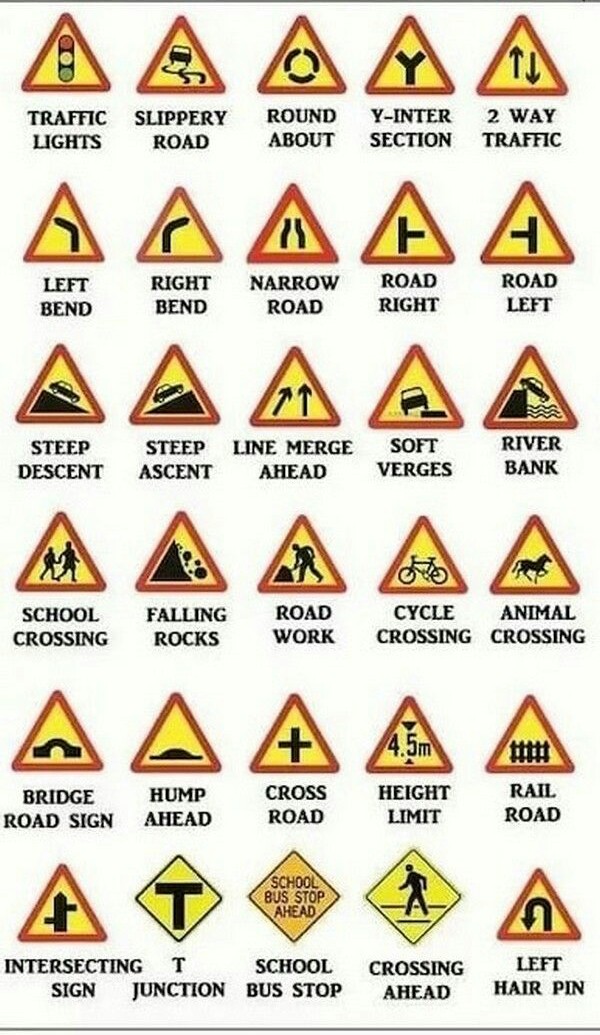 TRAFFIC LIGHTS
SLIPPERY ROAD
ROUND ABOUT
Y-INTER SECTION
2 WAY TRAFFIC
LEFT BEND
RIGHT BEND
NARROW ROAD
ROAD RIGHT
ROAD LEFT
STEEP DESCENT
STEEP ASCENT
LINE MERGE AHEAD
SOFT VERGES
RIVER BANK
SCHOOL CROSSING
FALLING ROCKS
ROAD WORK
CYCLE CROSSING
ANIMAL CROSSING
4.5m
BRIDGE ROAD SIGN
HUMP AHEAD
CROSS ROAD
HEIGHT LIMIT
RAIL ROAD
SCHOOL
BUS STOP
AHEAD
INTERSECTING SIGN
T JUNCTION
SCHOOL BUS STOP
CROSSING AHEAD
LEFT HAIR PIN